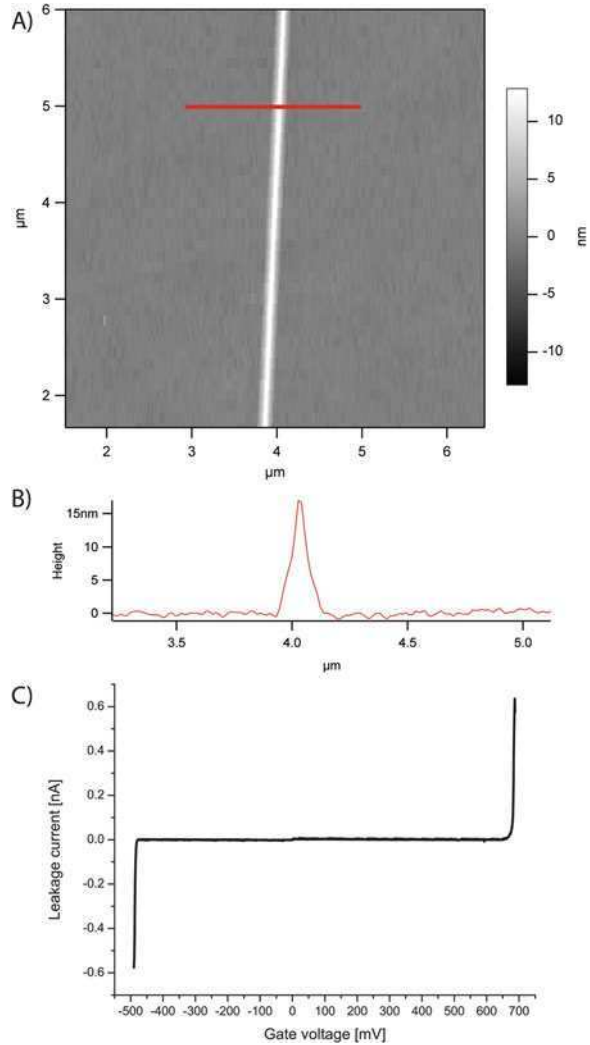 A)
6
5
4
3
2
µm
2 3 4 5 6
µm
10
5
0
-5
-10
nm
B)
15nm
10
5
0
Height
3.5 4.0 4.5 5.0
µm
C)
0.6
0.4
0.2
0.0
-0.2
-0.4
-0.6
Leakage current [nA]
-500 -400 -300 -200 -100 0 100 200 300 400 500 600 700
Gate voltage [mV]